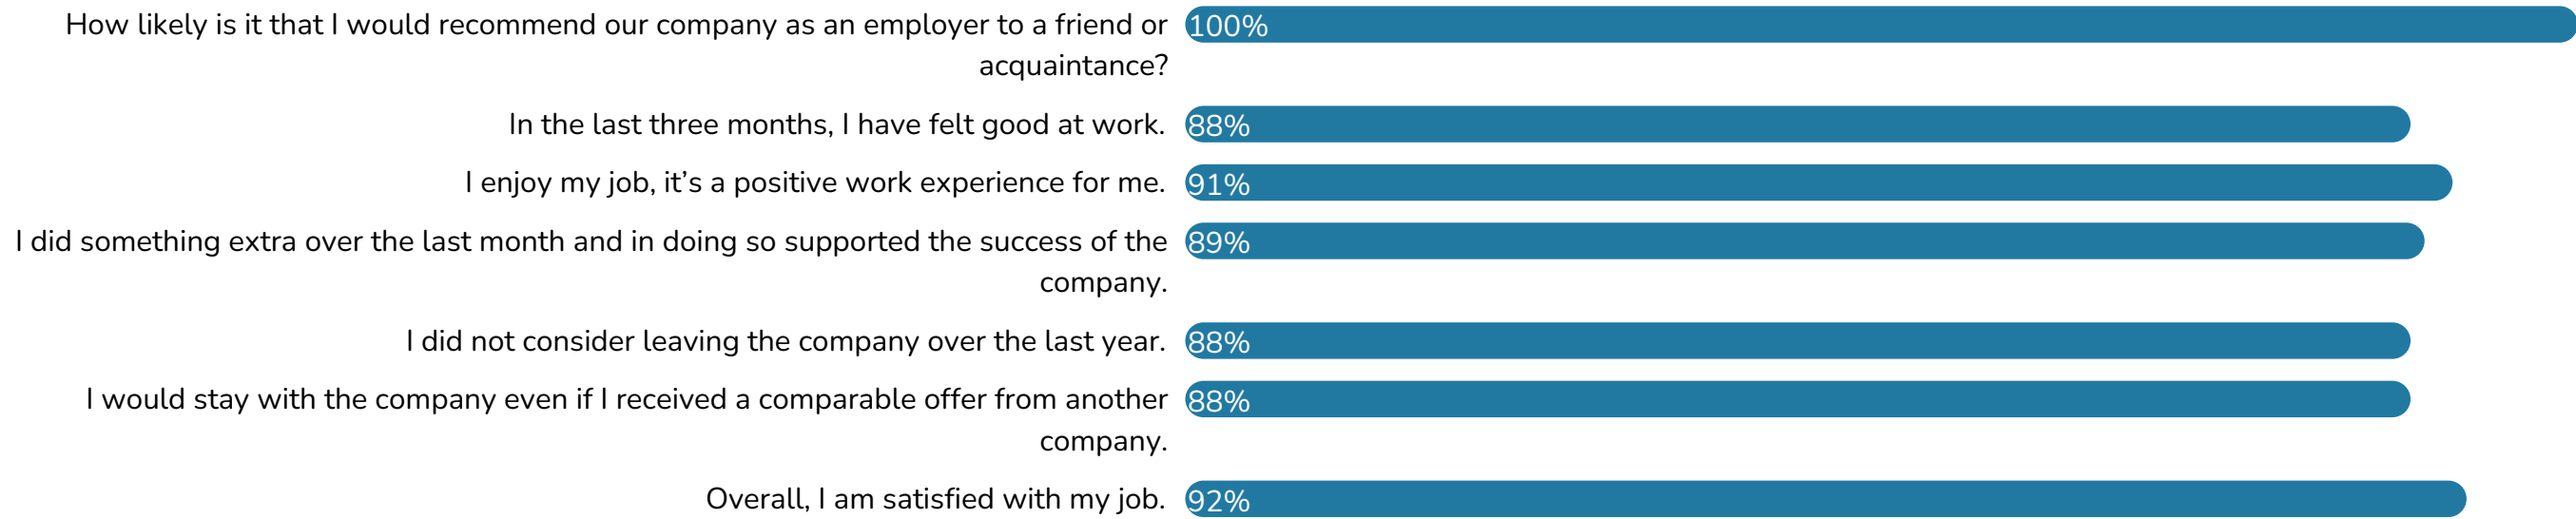 How likely is it that I would recommend our company as an employer to a friend or
acquaintance?
100%
In the last three months, I have felt good at work.
88%
I enjoy my job, it’s a positive work experience for me.
91%
I did something extra over the last month and in doing so supported the success of the
company.
89%
I did not consider leaving the company over the last year.
88%
I would stay with the company even if I received a comparable offer from another
company.
88%
Overall, I am satisfied with my job.
92%